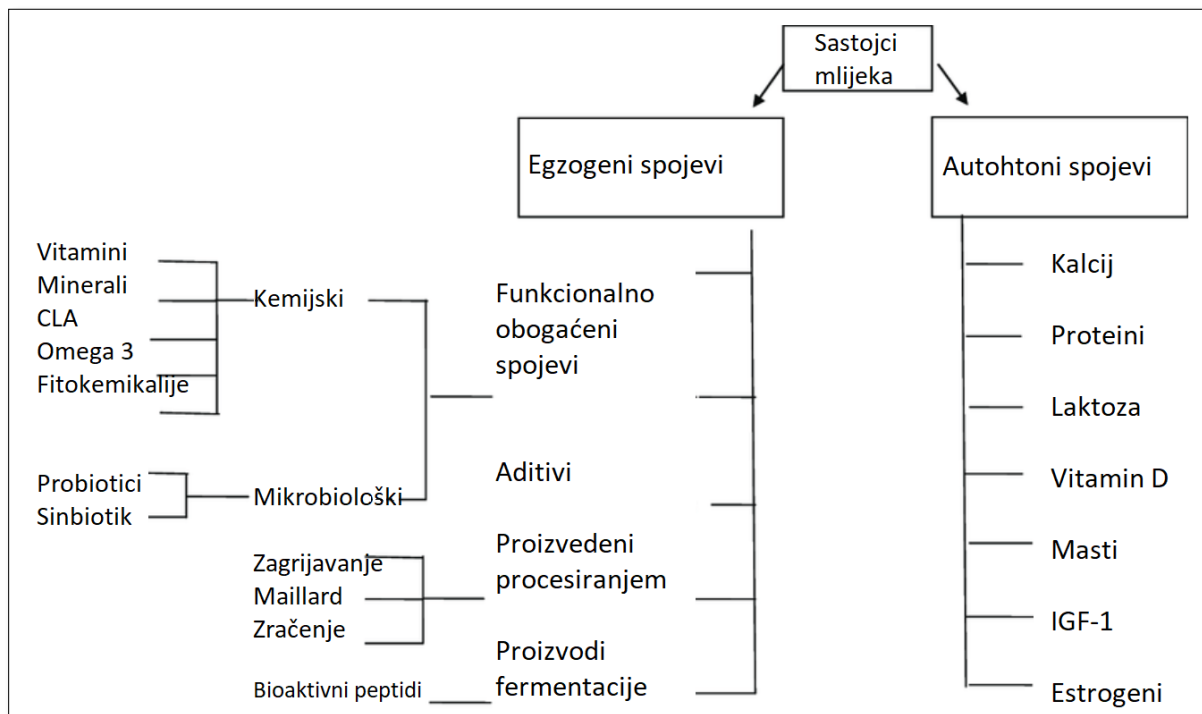 Sastojci
mlijeka
Egzogeni spojevi
Autohtoni spojevi
Vitamini
Minerali
CLA
Omega 3
Fitokemikalije
Kemijski
Funkcionalno
obogaćeni
spojevi
Probiotici
Sinbiotik
Mikrobiološki
Aditivi
Zagrijavanje
Maillard
Zračenje
Proizvedeni
procesiranjem
Bioaktivni peptidi
Proizvodi
fermentacije
Kalcij
Proteini
Laktoza
Vitamin D
Masti
IGF-1
Estrogeni